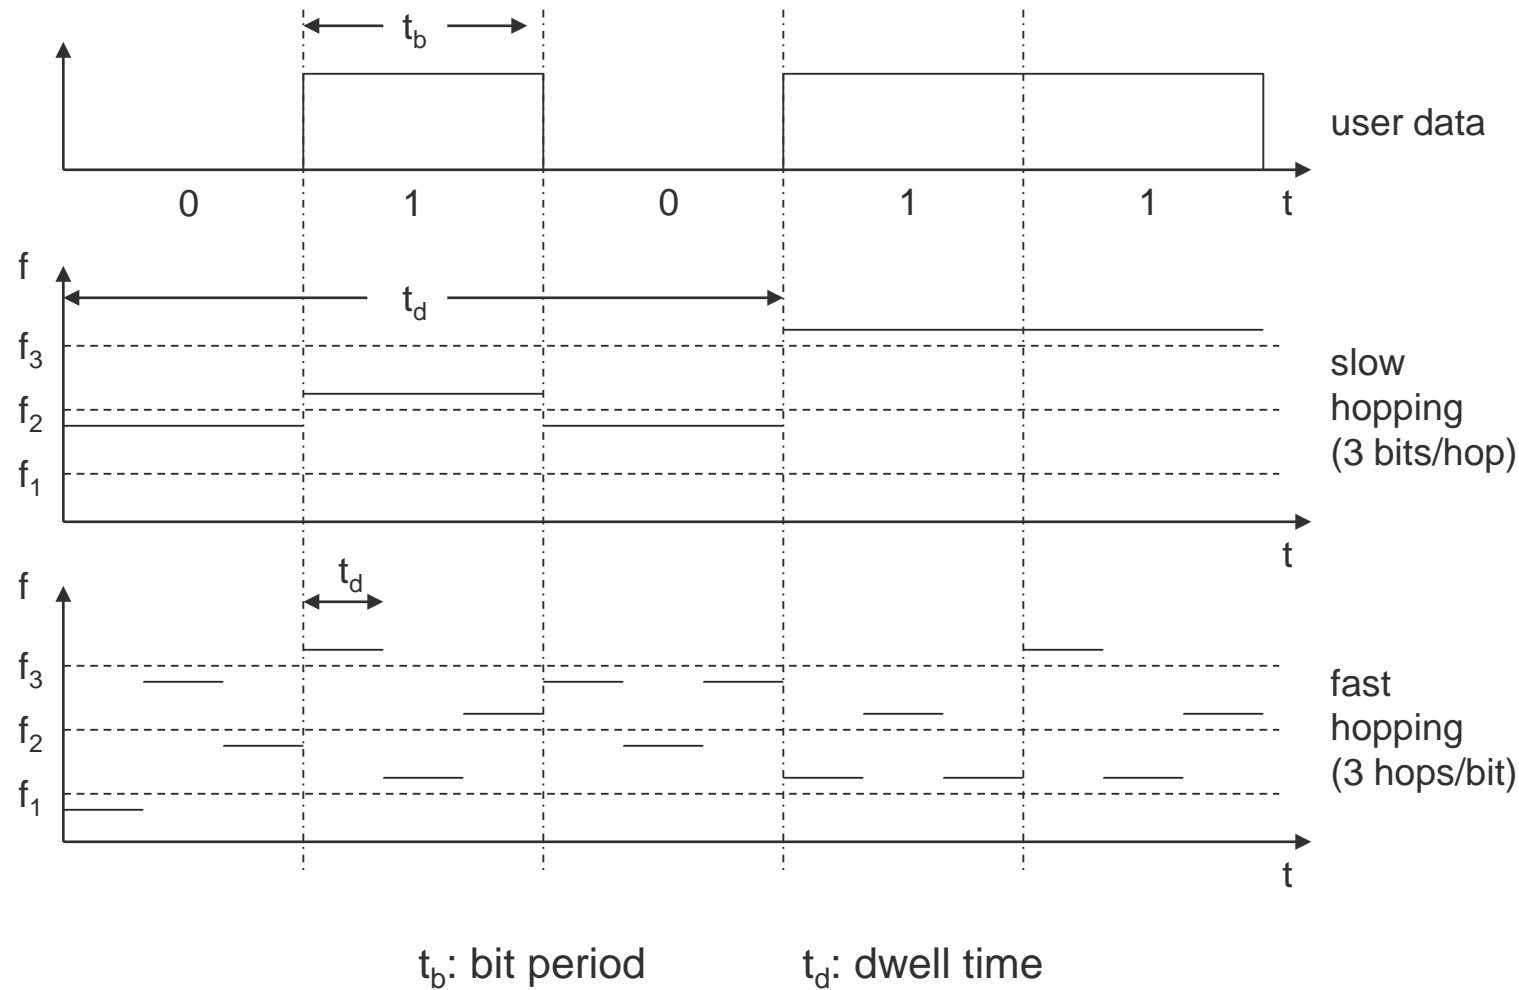 t_b
user data
0 1 0 1 1 t
f
t_d
f_3
slow
f_2
hopping
f_1
(3 bits/hop)
t
f
t_d
f_3
fast
f_2
hopping
f_1
(3 hops/bit)
t
t_b: bit period t_d: dwell time